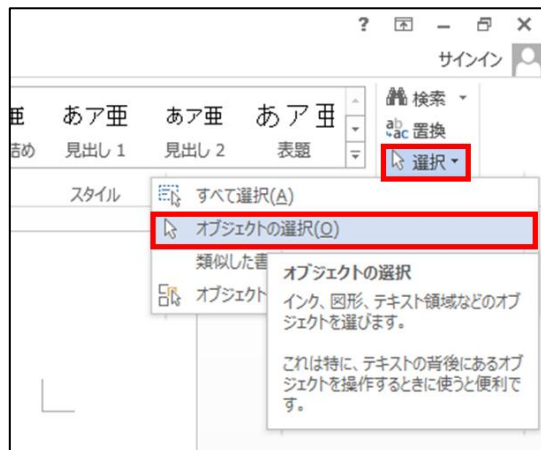 ?
サインイン
亜 あア亜 あア亜 あア亜
詰め 見出し 1 見出し 2 表題
スタイル
検索
ab
ac 置換
選択
すべて選択(A)
オブジェクトの選択(O)
類似した書
オブジェクト
オブジェクトの選択
インク、図形、テキスト領域などのオブ
ジェクトを選びます。
これは特に、テキストの背後にあるオブ
ジェクトを操作するときに使うと便利で
す。